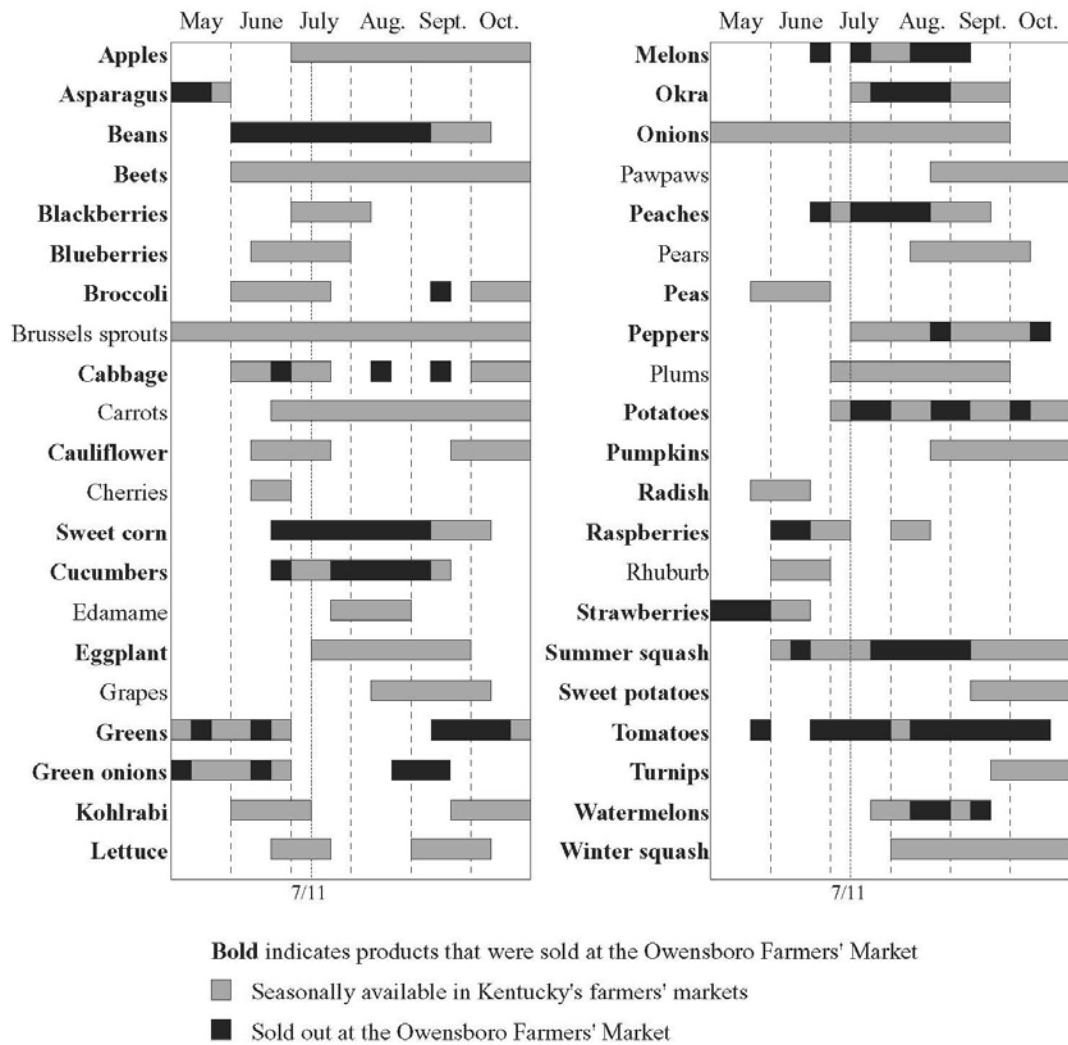 May June July Aug. Sept. Oct.
Apples
Asparagus
Beans
Beets
Blackberries
Blueberries
Broccoli
Brussels sprouts
Cabbage
Carrots
Cauliflower
Cherries
Sweet corn
Cucumbers
Edamame
Eggplant
Grapes
Greens
Green onions
Kohlrabi
Lettuce
7/11
May June July Aug. Sept. Oct.
Melons
Okra
Onions
Pawpaws
Peaches
Pears
Peas
Peppers
Plums
Potatoes
Pumpkins
Radish
Raspberries
Rhuburb
Strawberries
Summer squash
Sweet potatoes
Tomatoes
Turnips
Watermelons
Winter squash
7/11
Bold indicates products that were sold at the Owensboro Farmers' Market
Seasonally available in Kentucky's farmers' markets
Sold out at the Owensboro Farmers' Market